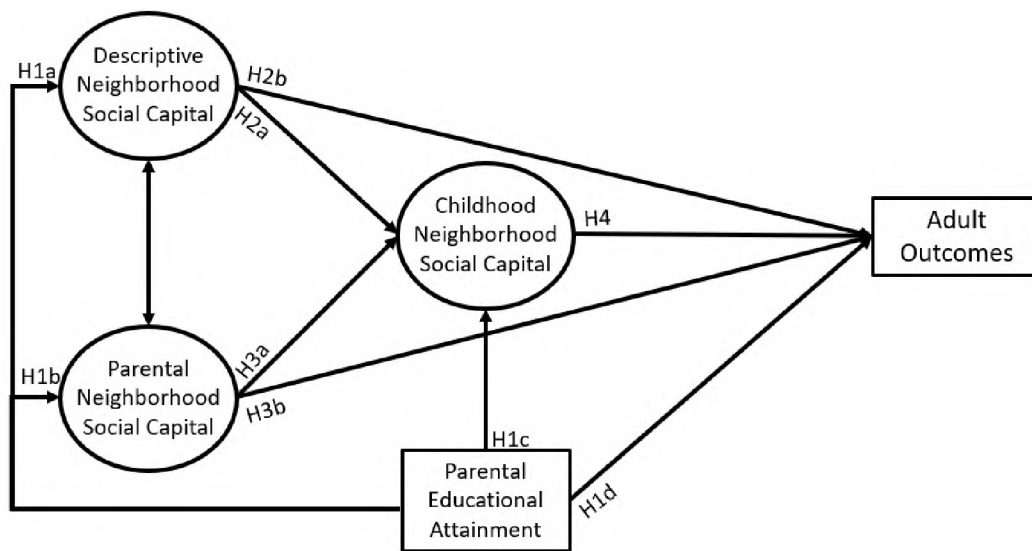 H1a
Descriptive
Neighborhood
Social Capital
H2b
H2a
Childhood
Neighborhood
Social Capital
H4
Adult
Outcomes
H1b
Parental
Neighborhood
Social Capital
H3a
H3b
H1c
Parental
Educational
Attainment
H1d